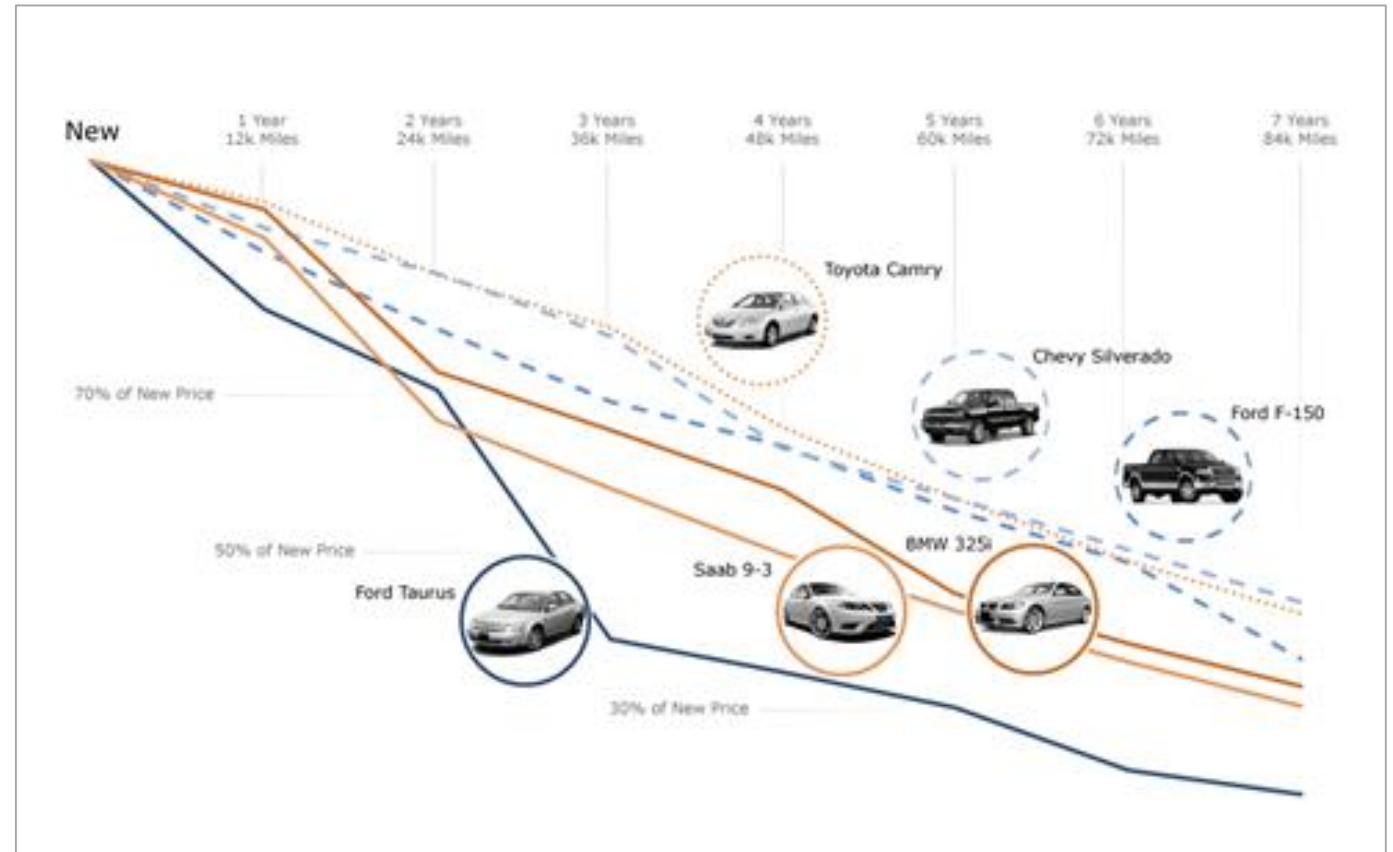 New
1 Year
12k Miles
2 Years
24k Miles
3 Years
36k Miles
4 Years
48k Miles
5 Years
60k Miles
6 Years
72k Miles
7 Years
84k Miles
Toyota Camry
Chevy Silverado
70% of New Price
Ford F-150
50% of New Price
BMW 325i
Saab 9-3
Ford Taurus
30% of New Price